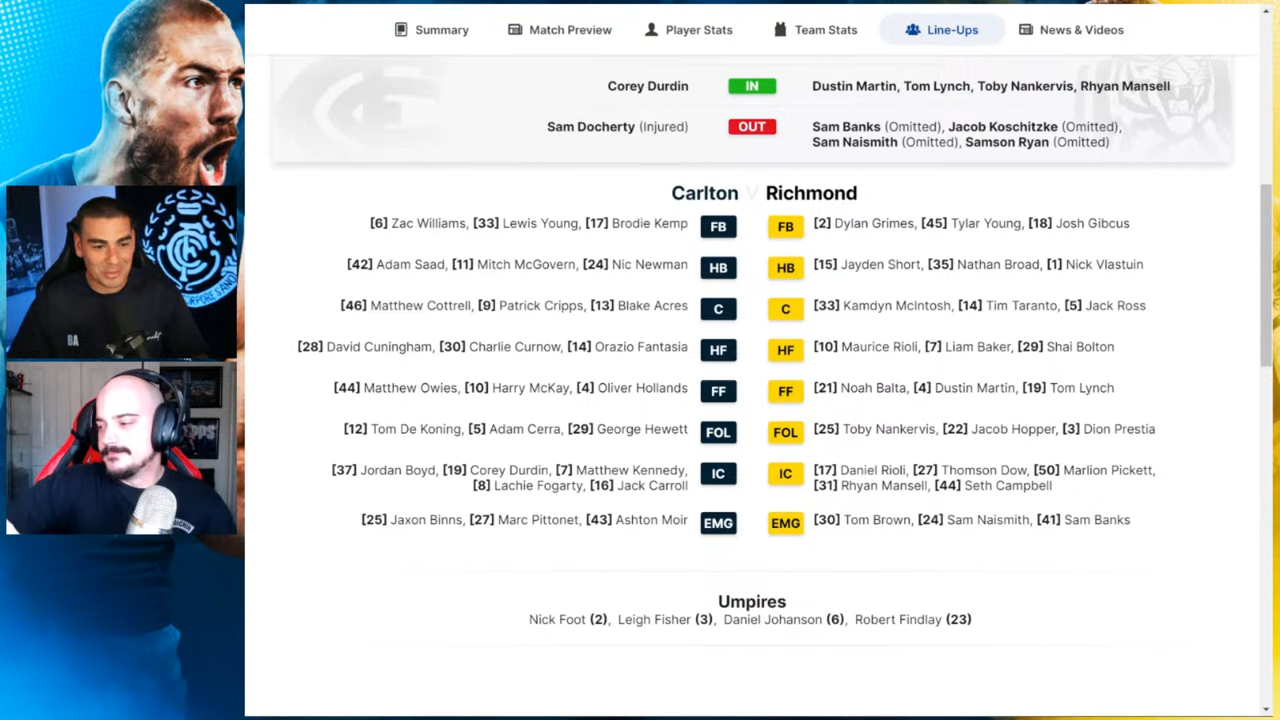 Summary Match Preview Player Stats Team Stats Line-Ups News & Videos
Corey Durdin IN Dustin Martin, Tom Lynch, Toby Nankervis, Rhyan Mansell
Sam Docherty (Injured) OUT Sam Banks (Omitted), Jacob Koschitzke (Omitted),
Sam Naismith (Omitted), Samson Ryan (Omitted)
Carlton V Richmond
[6] Zac Williams, [33] Lewis Young, [17] Brodie Kemp FB FB [2] Dylan Grimes, [45] Tylar Young, [18] Josh Gibcus
[42] Adam Saad, [11] Mitch McGovern, [24] Nic Newman HB HB [15] Jayden Short, [35] Nathan Broad, [1] Nick Vlastuin
[46] Matthew Cottrell, [9] Patrick Cripps, [13] Blake Acres C C [33] Kamdyn McIntosh, [14] Tim Taranto, [5] Jack Ross
[28] David Cuningham, [30] Charlie Curnow, [14] Orazio Fantasia HF HF [10] Maurice Rioli, [7] Liam Baker, [29] Shai Bolton
[44] Matthew Owies, [10] Harry McKay, [4] Oliver Hollands FF FF [21] Noah Balta, [4] Dustin Martin, [19] Tom Lynch
[12] Tom De Koning, [5] Adam Cerra, [29] George Hewett FOL FOL [25] Toby Nankervis, [22] Jacob Hopper, [3] Dion Prestia
[37] Jordan Boyd, [19] Corey Durdin, [7] Matthew Kennedy, IC IC [17] Daniel Rioli, [27] Thomson Dow, [50] Marlion Pickett,
[8] Lachie Fogarty, [16] Jack Carroll [31] Rhyan Mansell, [44] Seth Campbell
[25] Jaxon Binns, [27] Marc Pittonet, [43] Ashton Moir EMG EMG [30] Tom Brown, [24] Sam Naismith, [41] Sam Banks
Umpires
Nick Foot (2), Leigh Fisher (3), Daniel Johanson (6), Robert Findlay (23)
BA